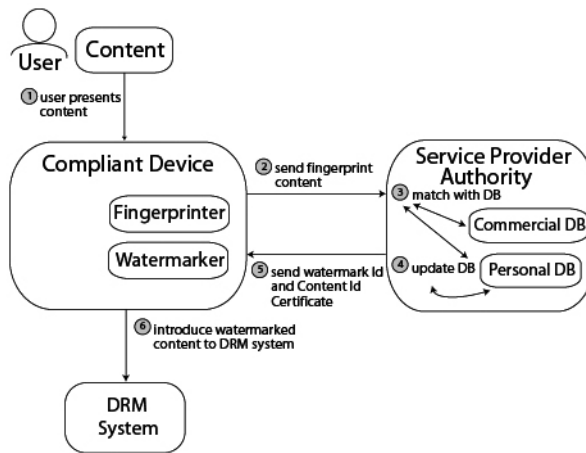 User
Content
1 user presents
content
Compliant Device
Fingerprinter
Watermarker
2 send fingerprint
content
Service Provider
Authority
3 match with DB
Commercial DB
4 update DB
Personal DB
5 send watermark Id
and Content Id
Certificate
6 introduce watermarked
content to DRM system
DRM
System